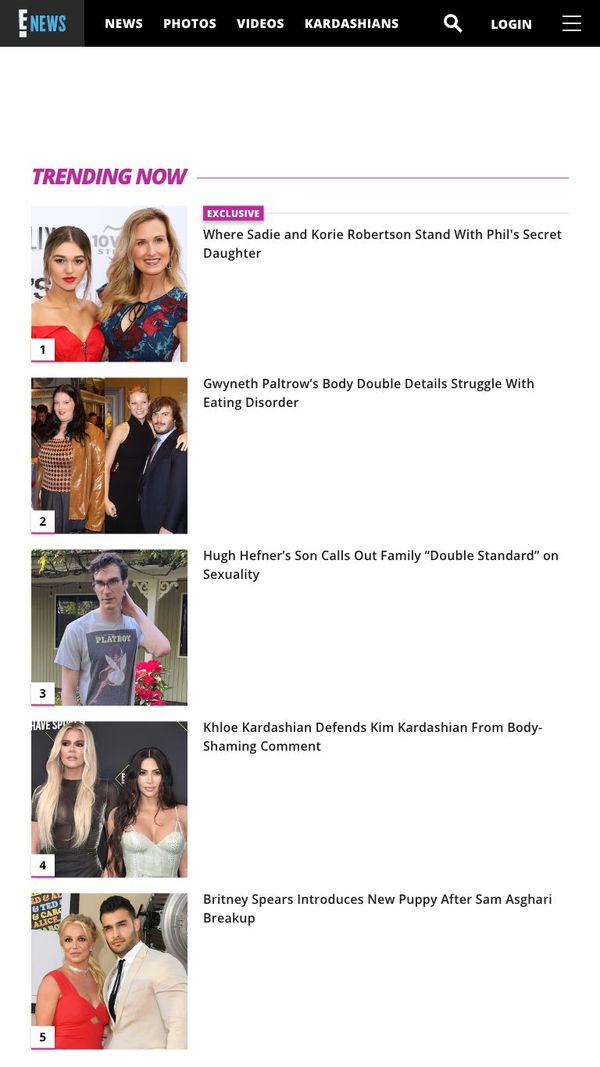 E! NEWS NEWS PHOTOS VIDEOS KARDASHIANS LOGIN
TRENDING NOW
EXCLUSIVE
Where Sadie and Korie Robertson Stand With Phil's Secret
Daughter
10
1
Gwyneth Paltrow’s Body Double Details Struggle With
Eating Disorder
2
Hugh Hefner’s Son Calls Out Family “Double Standard” on
Sexuality
PLAYBOY
3
Khloe Kardashian Defends Kim Kardashian From Body-
Shaming Comment
4
Britney Spears Introduces New Puppy After Sam Asghari
Breakup
& TED
ALICE
5